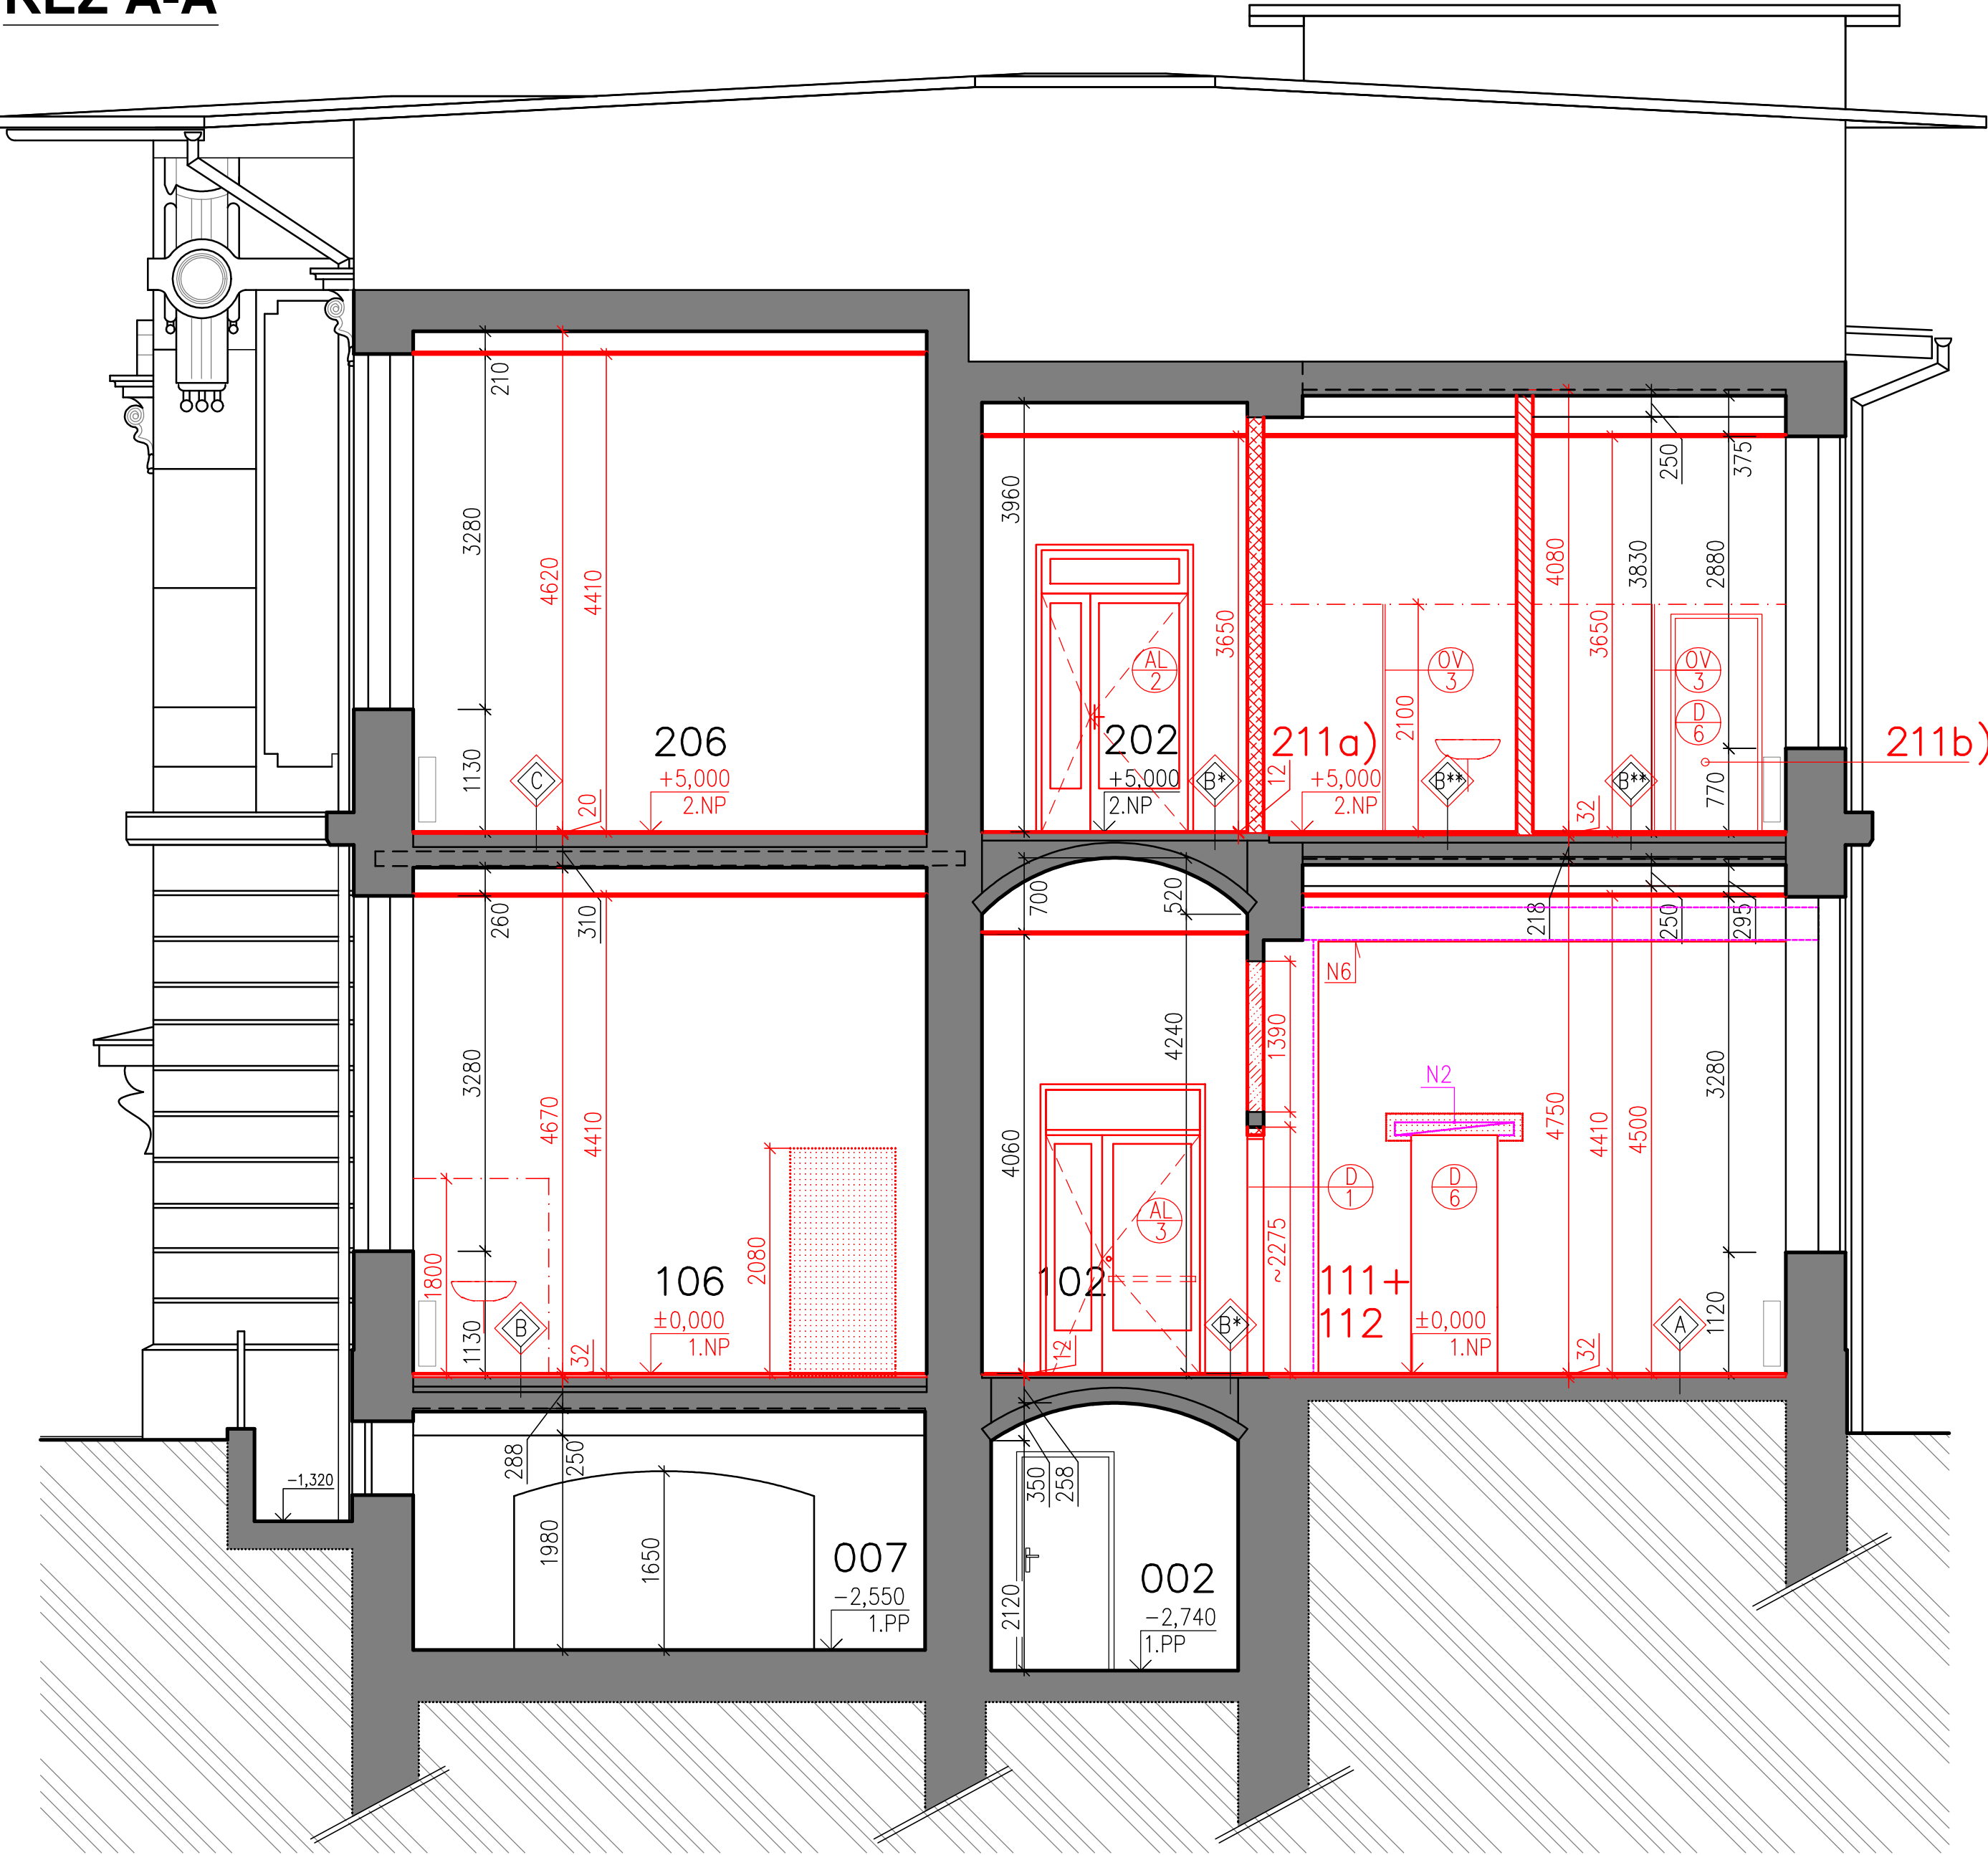 ŘEZ A-A
210
3280
4620
4410
1130
20
206
+5,000
2.NP
C
3960
3650
AL
2
202
+5,000
2.NP
B*
12
211a)
+5,000
2.NP
2100
OV
3
B**
4080
3650
3830
250
2880
375
OV
3
D
6
211b)
B**
32
770
260
310
3280
4670
4410
1800
1130
2080
106
±0,000
1.NP
B
32
700
520
4240
4060
AL
3
102
12
B*
1390
~2275
N6
N2
D
1
D
6
111+
112
±0,000
1.NP
218
250
295
4750
4410
4500
3280
1120
A
32
-1,320
288
250
1980
1650
007
-2,550
1.PP
350
258
2120
002
-2,740
1.PP